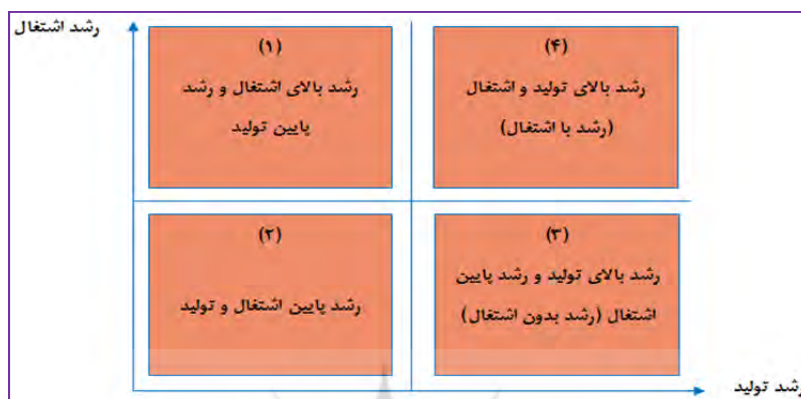 رشد اشتغال
(۱)
رشد بالای اشتغال و رشد
پایین تولید
(۴)
رشد بالای تولید و اشتغال
(رشد با اشتغال)
(۲)
رشد پایین اشتغال و تولید
(۳)
رشد بالای تولید و رشد پایین
اشتغال (رشد بدون اشتغال)
رشد تولید